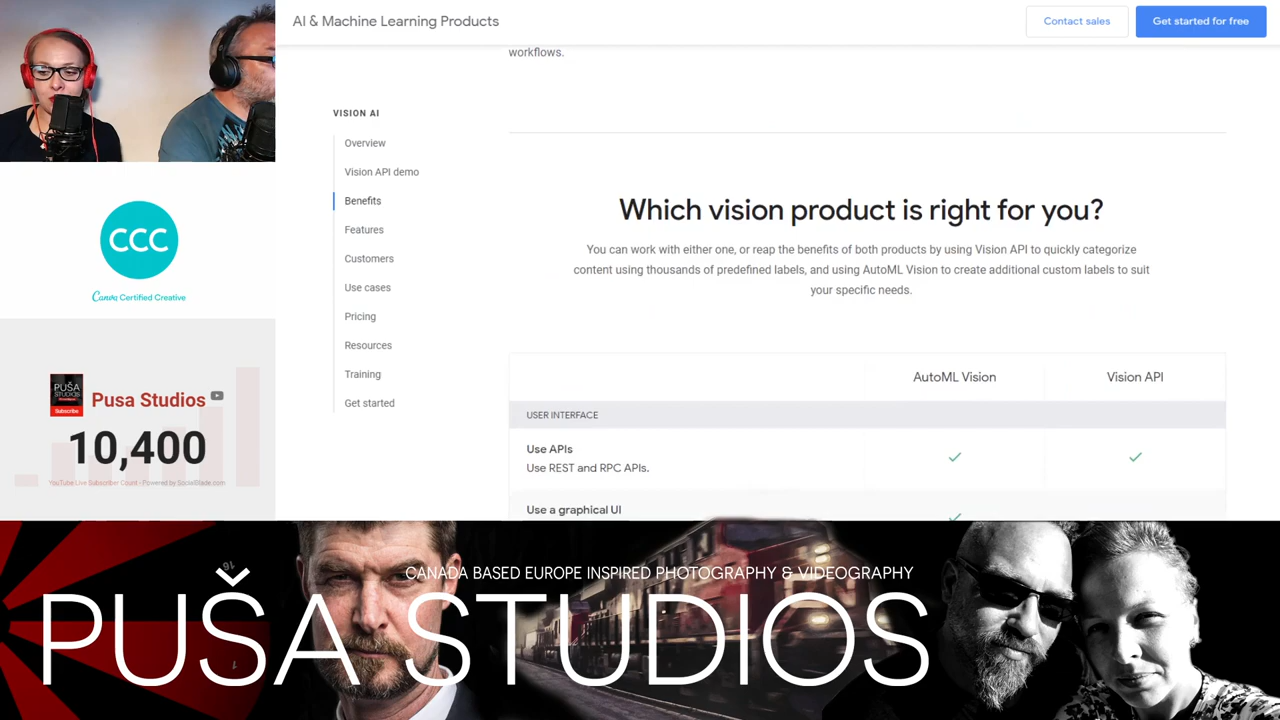 AI & Machine Learning Products
Contact sales
Get started for free
workflows.
VISION AI
Overview
Vision API demo
Benefits
Features
Customers
Use cases
Pricing
Resources
Training
Get started
Which vision product is right for you?
You can work with either one, or reap the benefits of both products by using Vision API to quickly categorize
content using thousands of predefined labels, and using AutoML Vision to create additional custom labels to suit
your specific needs.
AutoML Vision
Vision API
USER INTERFACE
Use APIs
Use REST and RPC APIs.
Use a graphical UI
CCC
Canva Certified Creative
PUŠA
STUDIOS
Subscribe
Pusa Studios
10,400
YouTube Live Subscriber Count - Powered by SocialBlade.com
16
1
CANADA BASED EUROPE INSPIRED PHOTOGRAPHY & VIDEOGRAPHY
PUŠA STUDIOS